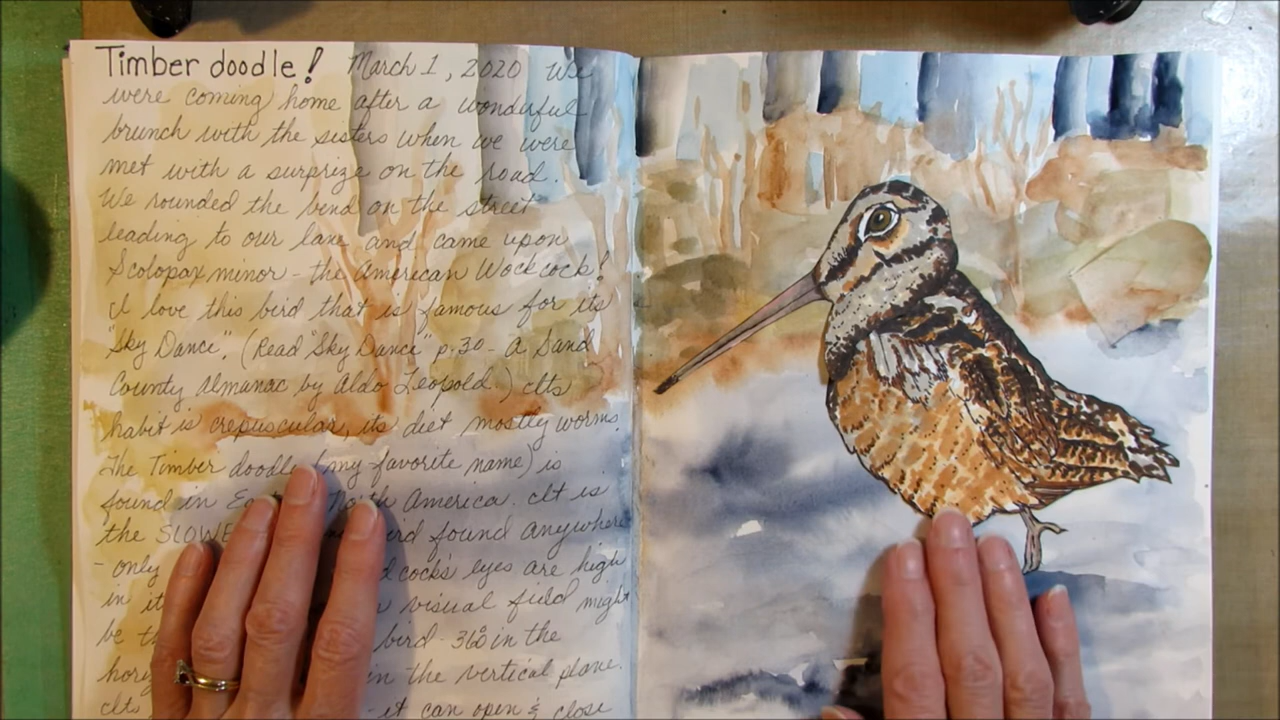 Timber doodle! March 1, 2020 We
were coming home after a wonderful
brunch with the sisters when we were
met with a surprize on the road.
We rounded the bend on the street
leading to our lane and came upon
Scolopax minor - the American Wockcock!
I love this bird that is famous for its
"Sky Dance". (Read "Sky Dance" p.30 - A Sand
County Almanac by Aldo Leopold) Its
habit is crepuscular, its diet mostly worms.
The Timber doodle (my favorite name) is
found in North America. It is
the SLOWE bird found anywhere
- only cocks eyes are high
in visual field might
be bird - 360° in the
in the vertical plane.
Its - it can open & close